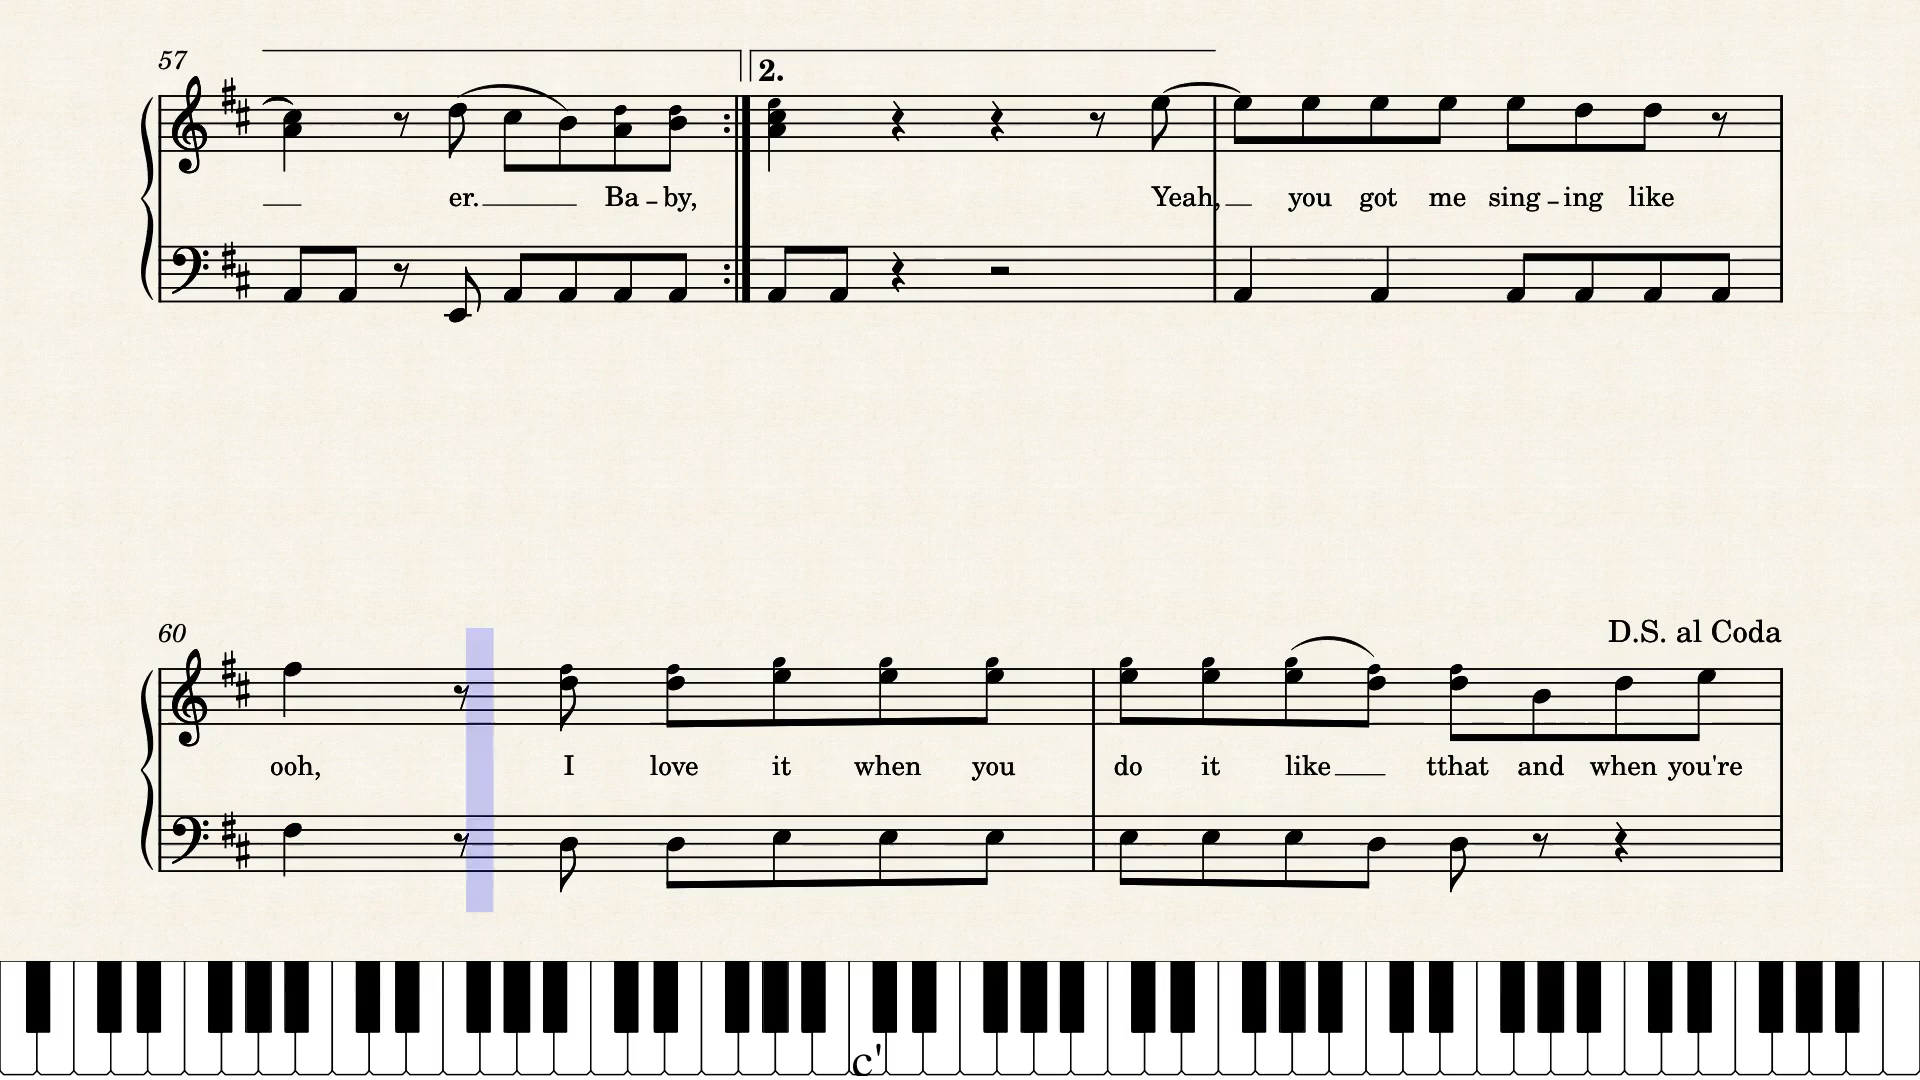 57
2.
er. Ba - by, Yeah, you got me sing - ing like
60
D.S. al Coda
ooh, I love it when you do it like tthat and when you're
c'